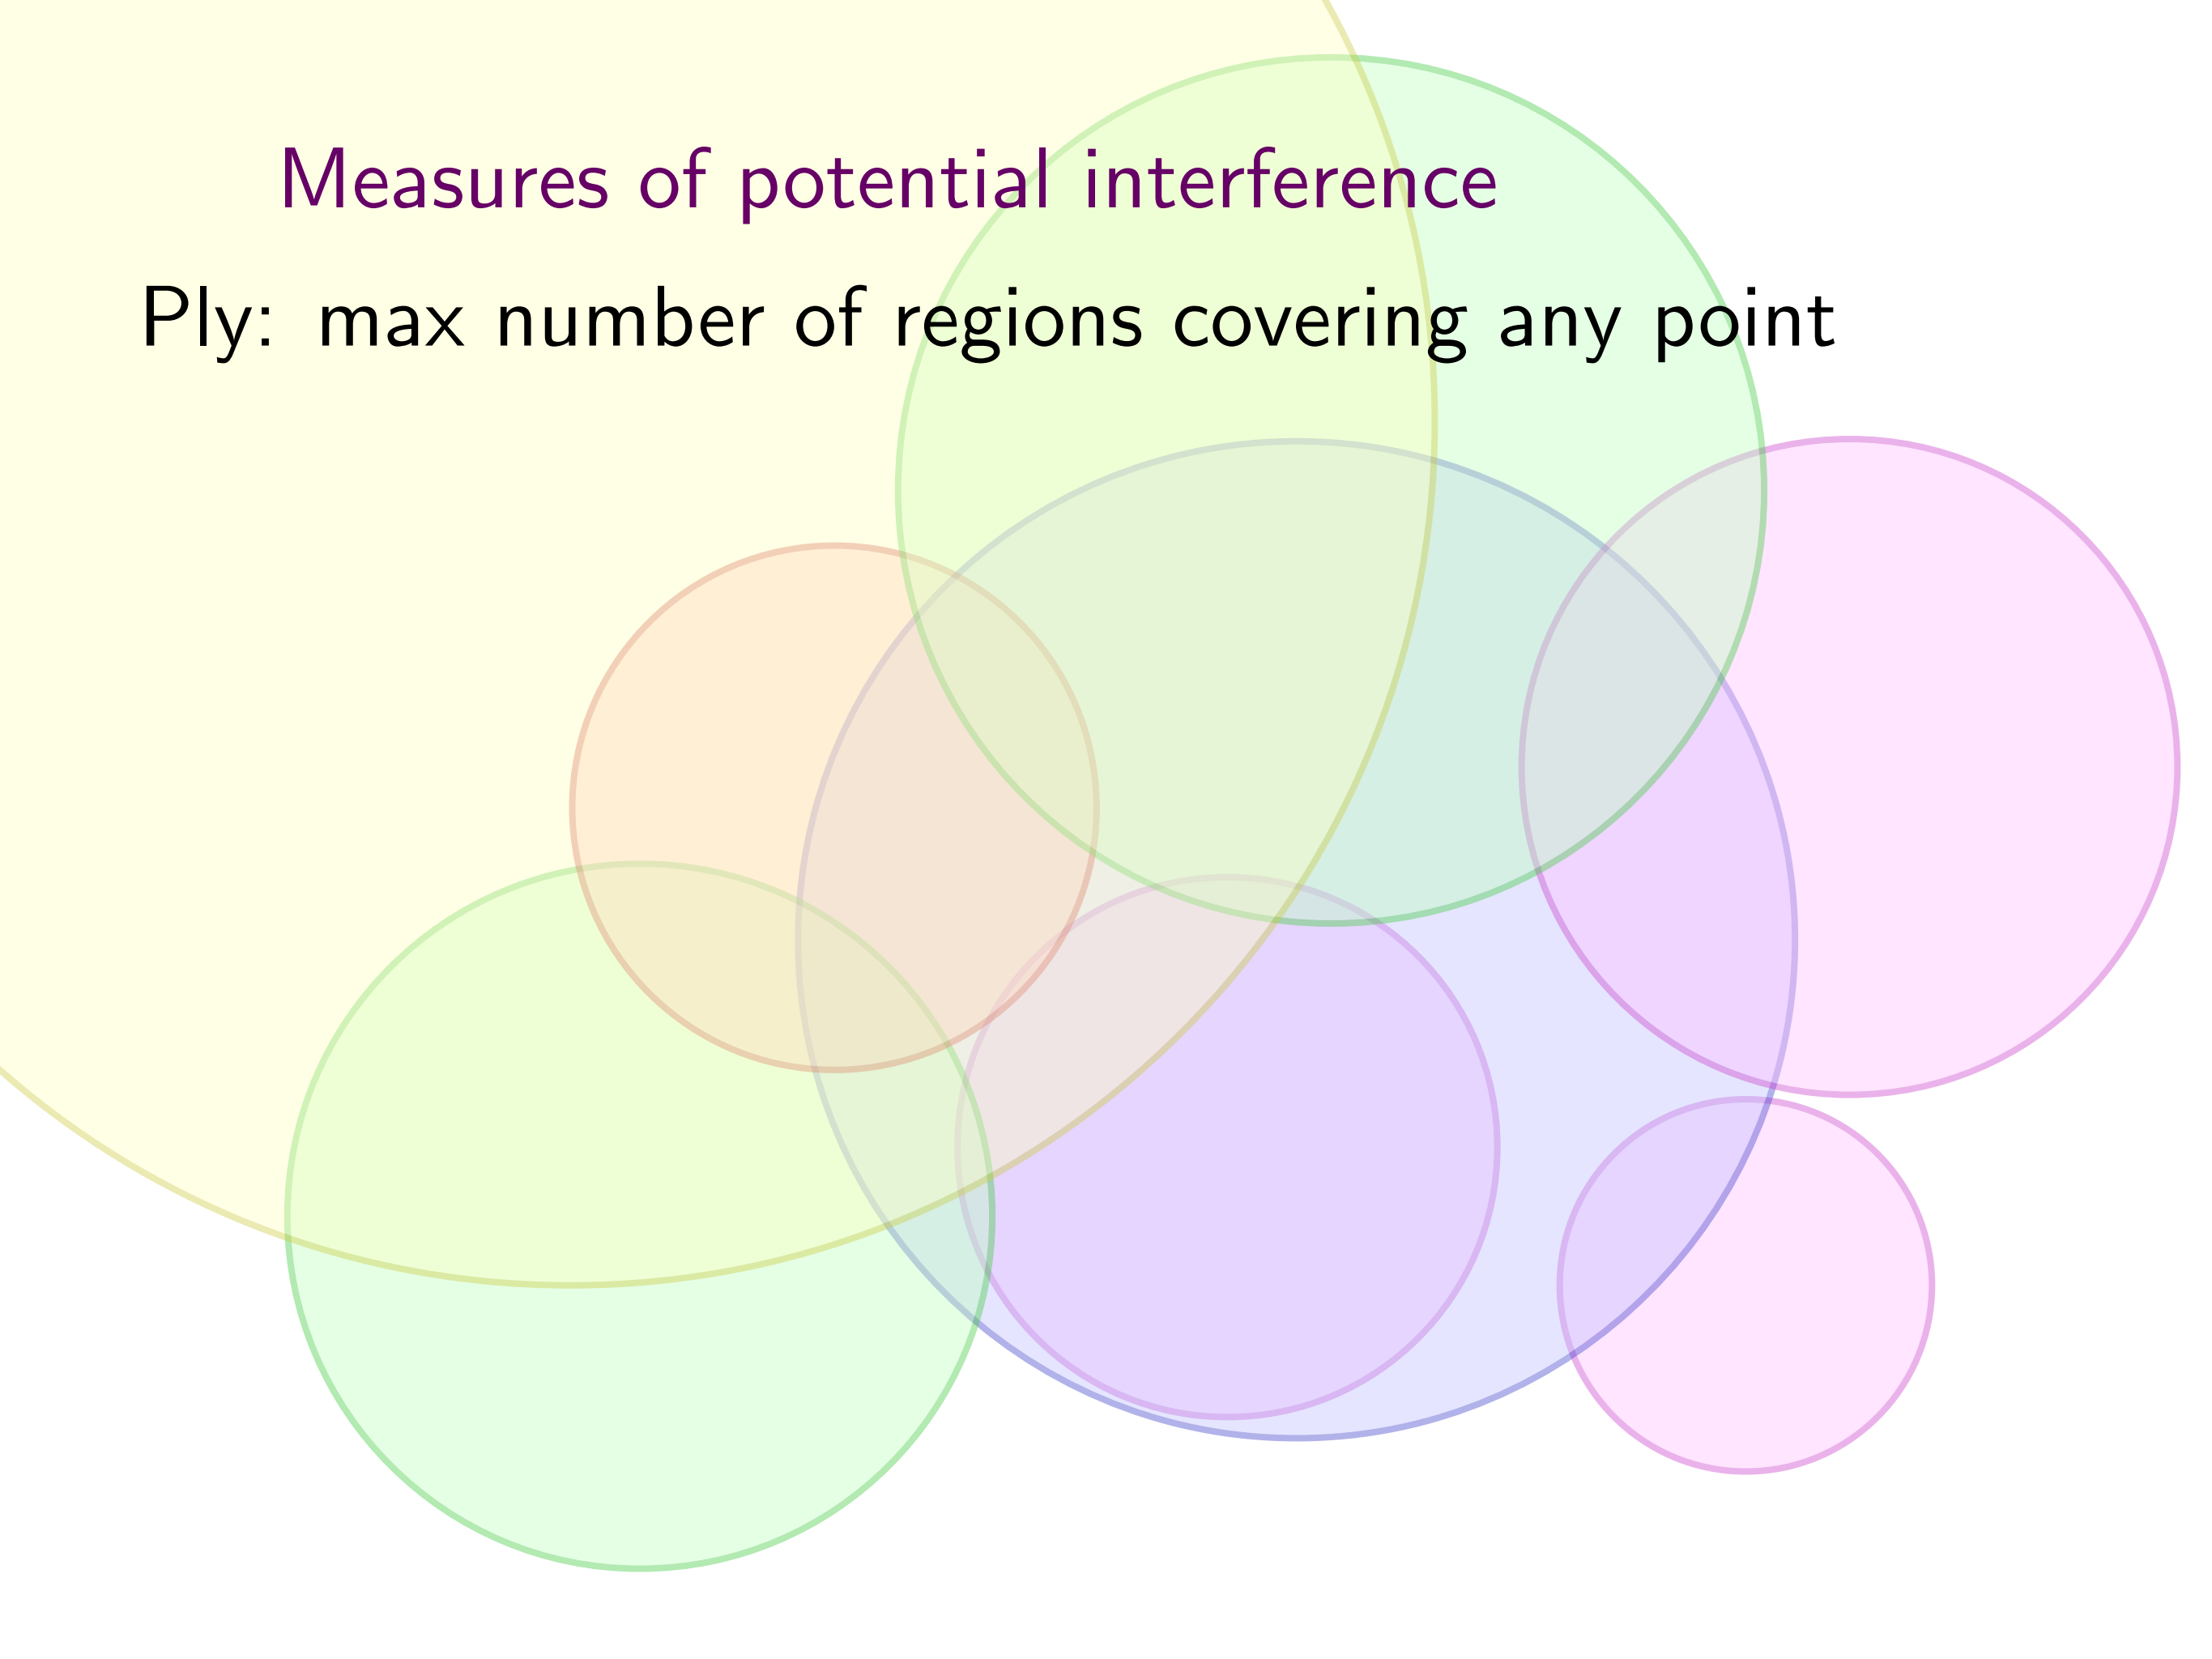 Measures of potential interference
Ply: max number of regions covering any point